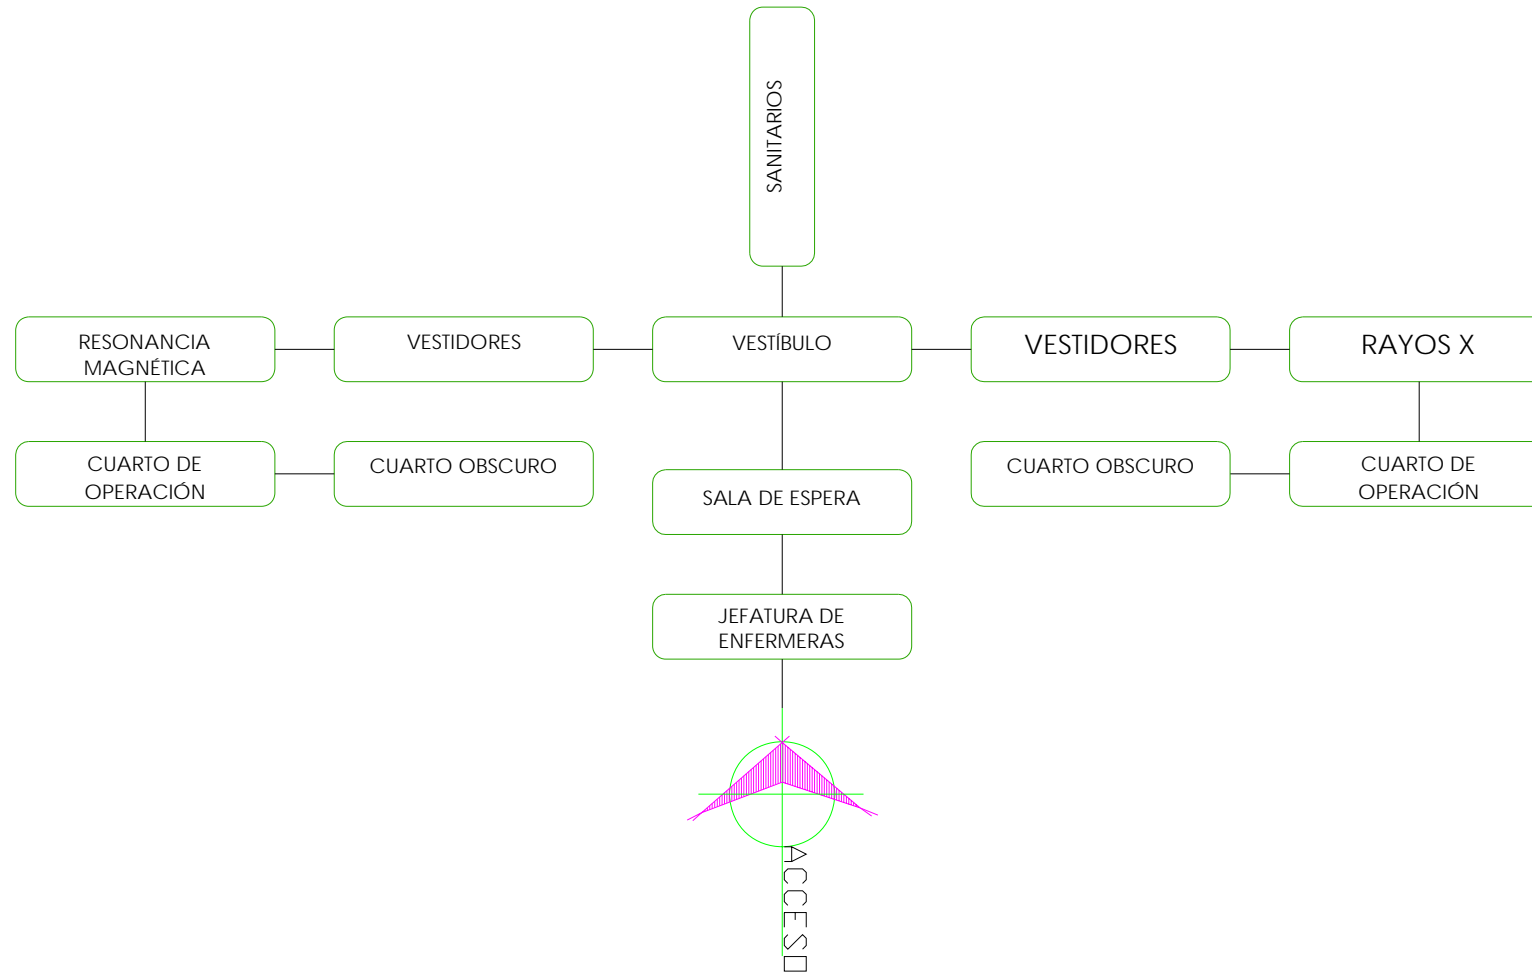 SANITARIOS
RESONANCIA
MAGNÉTICA
VESTIDORES
VESTÍBULO
VESTIDORES
RAYOS X
CUARTO DE
OPERACIÓN
CUARTO OBSCURO
SALA DE ESPERA
CUARTO OBSCURO
CUARTO DE
OPERACIÓN
JEFATURA DE
ENFERMERAS
ACCESO